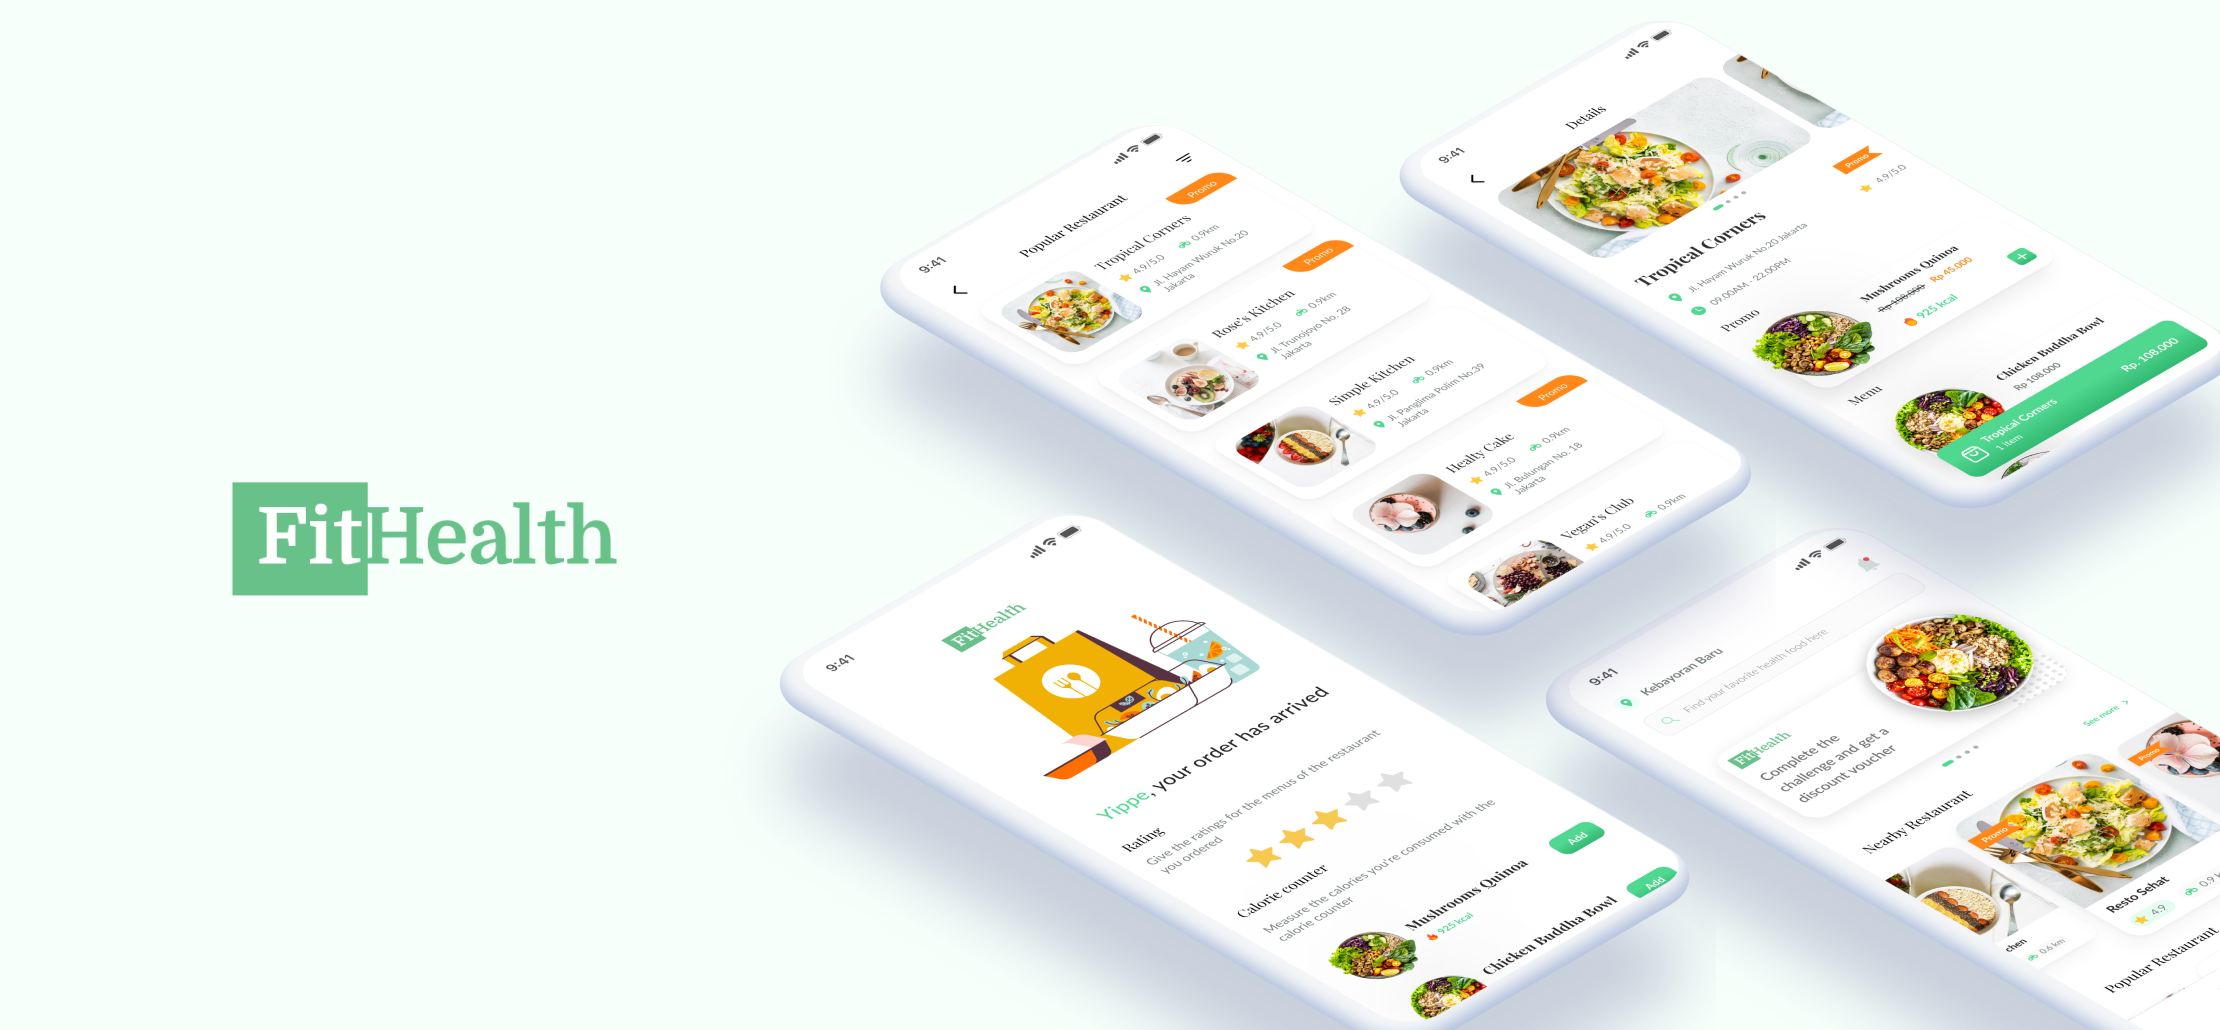 FitHealth
9:41
Popular Restaurant
Promo
Tropical Corners
4.9/5.0
0.9km
Jl. Hayam Wuruk No.20
Jakarta
Promo
Rose's Kitchen
4.9/5.0
0.9km
Jl. Trunojoyo No. 28
Jakarta
Simple Kitchen
4.9/5.0
0.9km
Jl. Panglima Polim No.39
Jakarta
Promo
Healty Cake
4.9/5.0
0.9km
Jl. Bulungan No. 18
Jakarta
Vegan's Club
4.9/5.0
0.9km
9:41
Details
Promo
Tropical Corners
4.9/5.0
Jl. Hayam Wuruk No.20 Jakarta
09.00AM - 22.00PM
Promo
Mushrooms Quinoa
Rp 108.000 Rp 45.000
925 kcal
Menu
Chicken Buddha Bowl
Rp 108.000
Tropical Corners
1 item
Rp. 108.000
9:41
FitHealth
Yippe, your order has arrived
Rating
Give the ratings for the menus of the restaurant
you ordered
Calorie counter
Measure the calories you're consumed with the
calorie counter
Mushrooms Quinoa
925 kcal
Add
Chicken Buddha Bowl
Add
9:41
Kebayoran Baru
Find your favorite health food here
FitHealth
Complete the
challenge and get a
discount voucher
Nearby Restaurant
See more
Promo
Promo
chen
0.6 km
Resto Sehat
4.9
0.9 k
Popular Restaurant